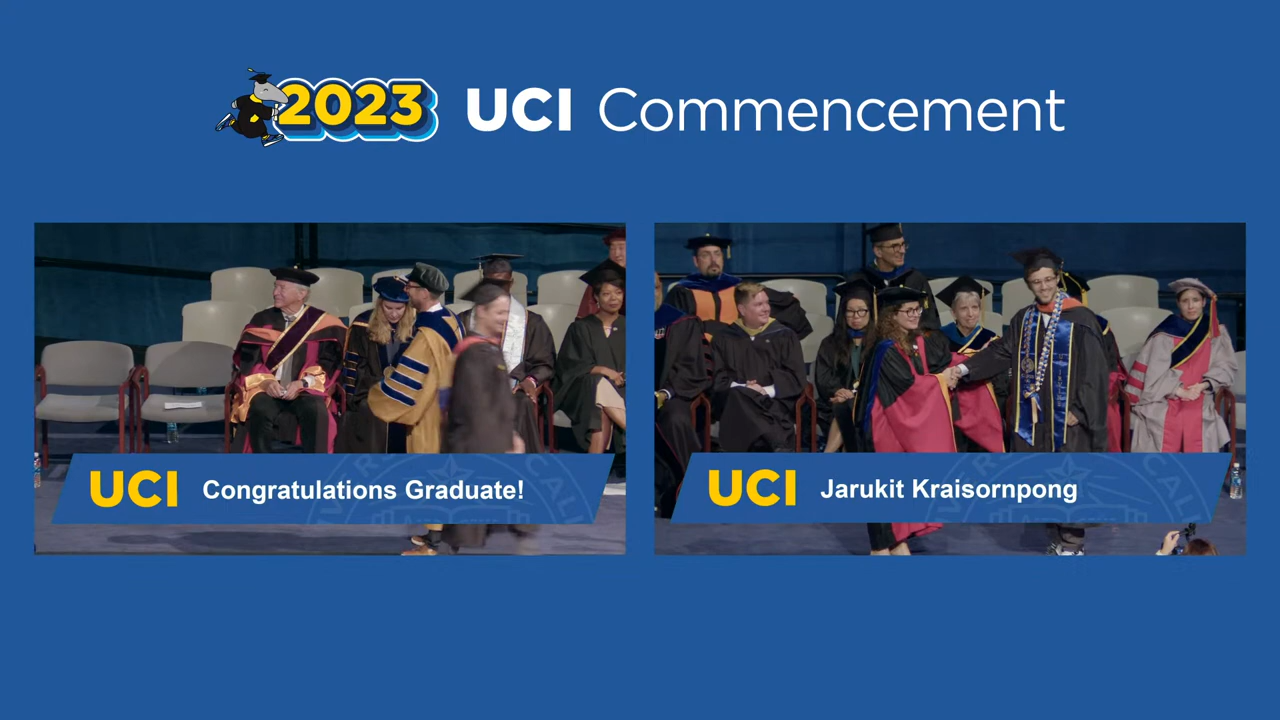 2023 UCI Commencement
UCI Congratulations Graduate!
UCI Jarukit Kraisornpong